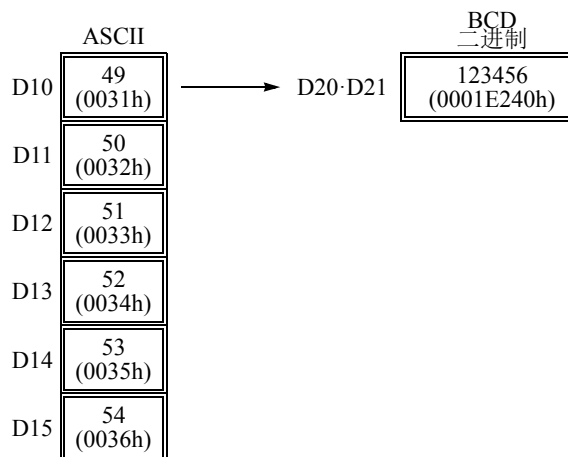 ASCII
BCD
二进制
D10
49
(0031h)
D20·D21
123456
(0001E240h)
D11
50
(0032h)
D12
51
(0033h)
D13
52
(0034h)
D14
53
(0035h)
D15
54
(0036h)